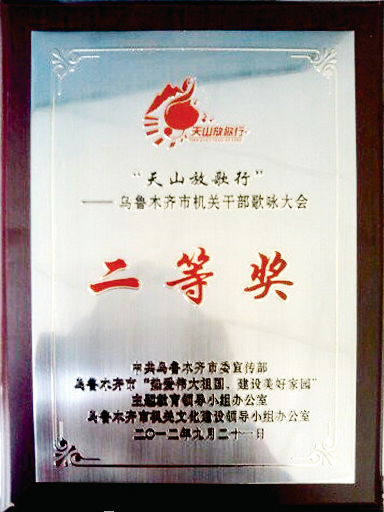 天山放歌行
“天山放歌行”
——乌鲁木齐市机关干部歌咏大会
二等奖
中共乌鲁木齐市委宣传部
乌鲁木齐市“热爱伟大祖国，建设美好家园”
主题教育领导小组办公室
乌鲁木齐市机关文化建设领导小组办公室
二〇一二年九月二十一日